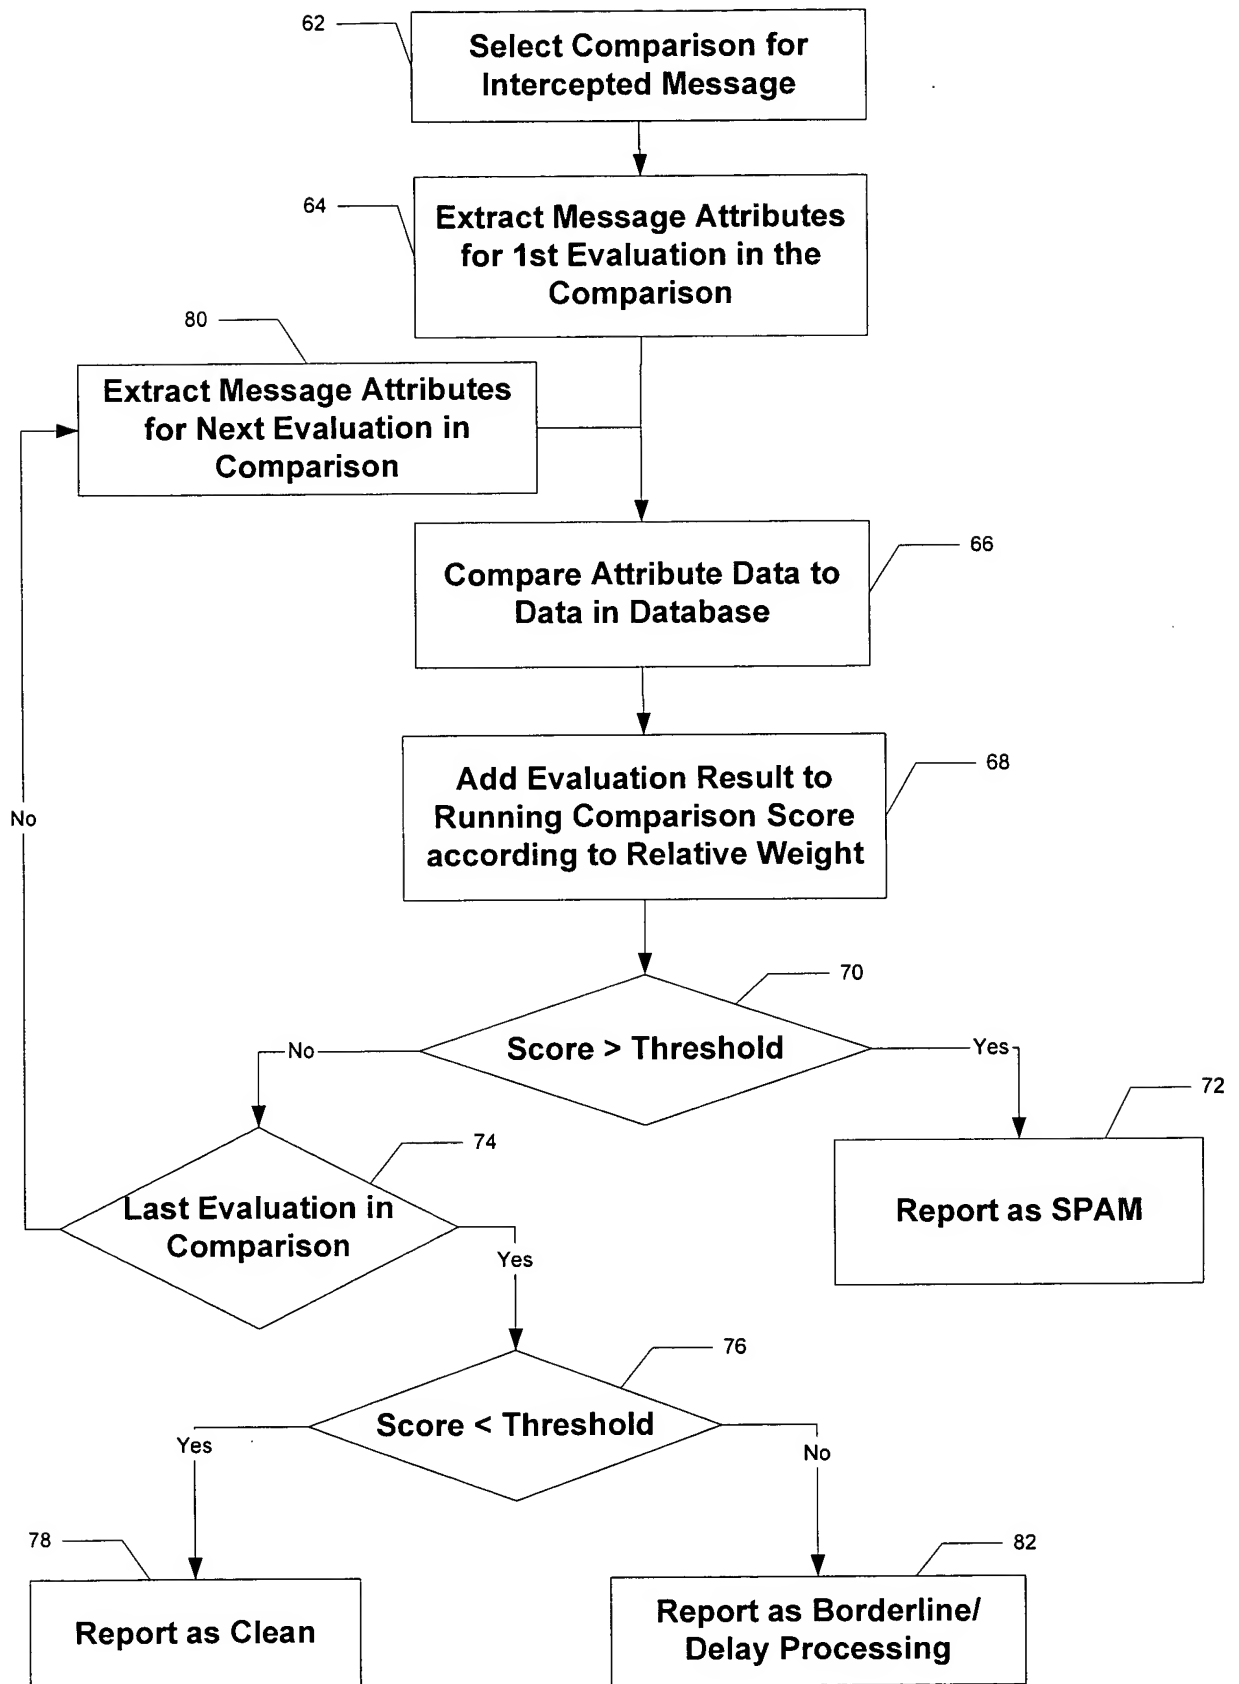 62
Select Comparison for
Intercepted Message
64
Extract Message Attributes
for 1st Evaluation in the
Comparison
80
Extract Message Attributes
for Next Evaluation in
Comparison
66
Compare Attribute Data to
Data in Database
68
Add Evaluation Result to
Running Comparison Score
according to Relative Weight
No
70
Score > Threshold
No
Yes
72
Report as SPAM
74
Last Evaluation in
Comparison
Yes
76
Score < Threshold
Yes
No
78
Report as Clean
82
Report as Borderline/
Delay Processing